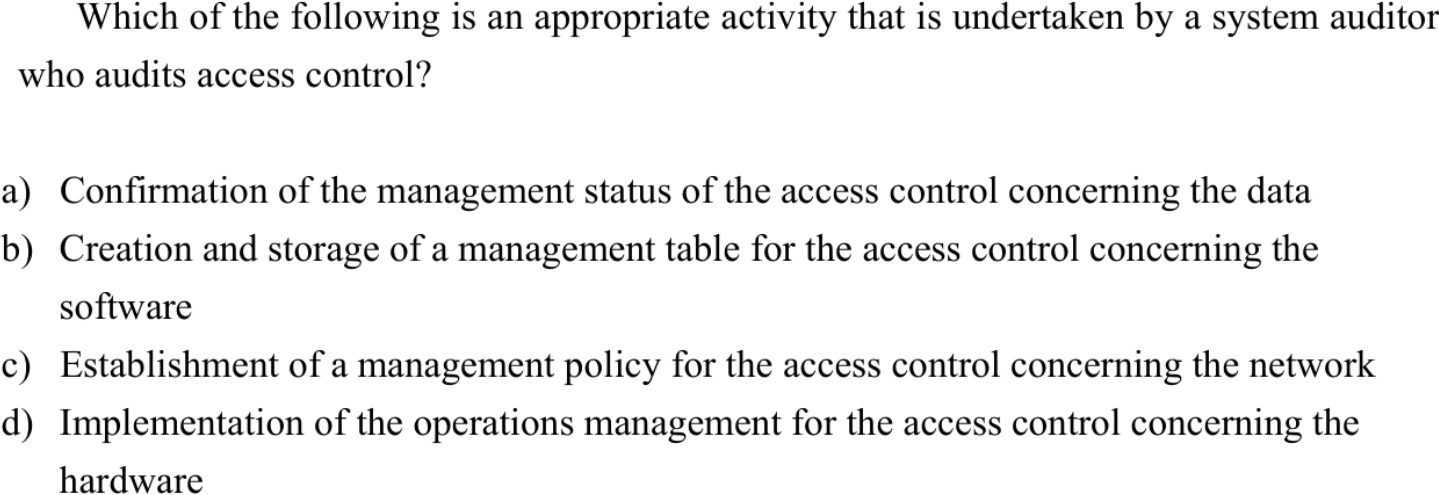 Which of the following is an appropriate activity that is undertaken by a system auditor
who audits access control?
a) Confirmation of the management status of the access control concerning the data
b) Creation and storage of a management table for the access control concerning the
software
c) Establishment of a management policy for the access control concerning the network
d) Implementation of the operations management for the access control concerning the
hardware